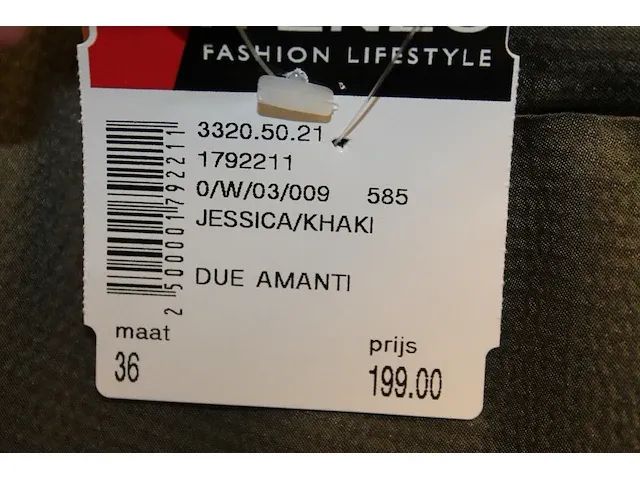 FASHION LIFESTYLE
3320.50.21
1792211
0/W/03/009 585
JESSICA/KHAKI
DUE AMANTI
2500001792211
maat
36
prijs
199.00